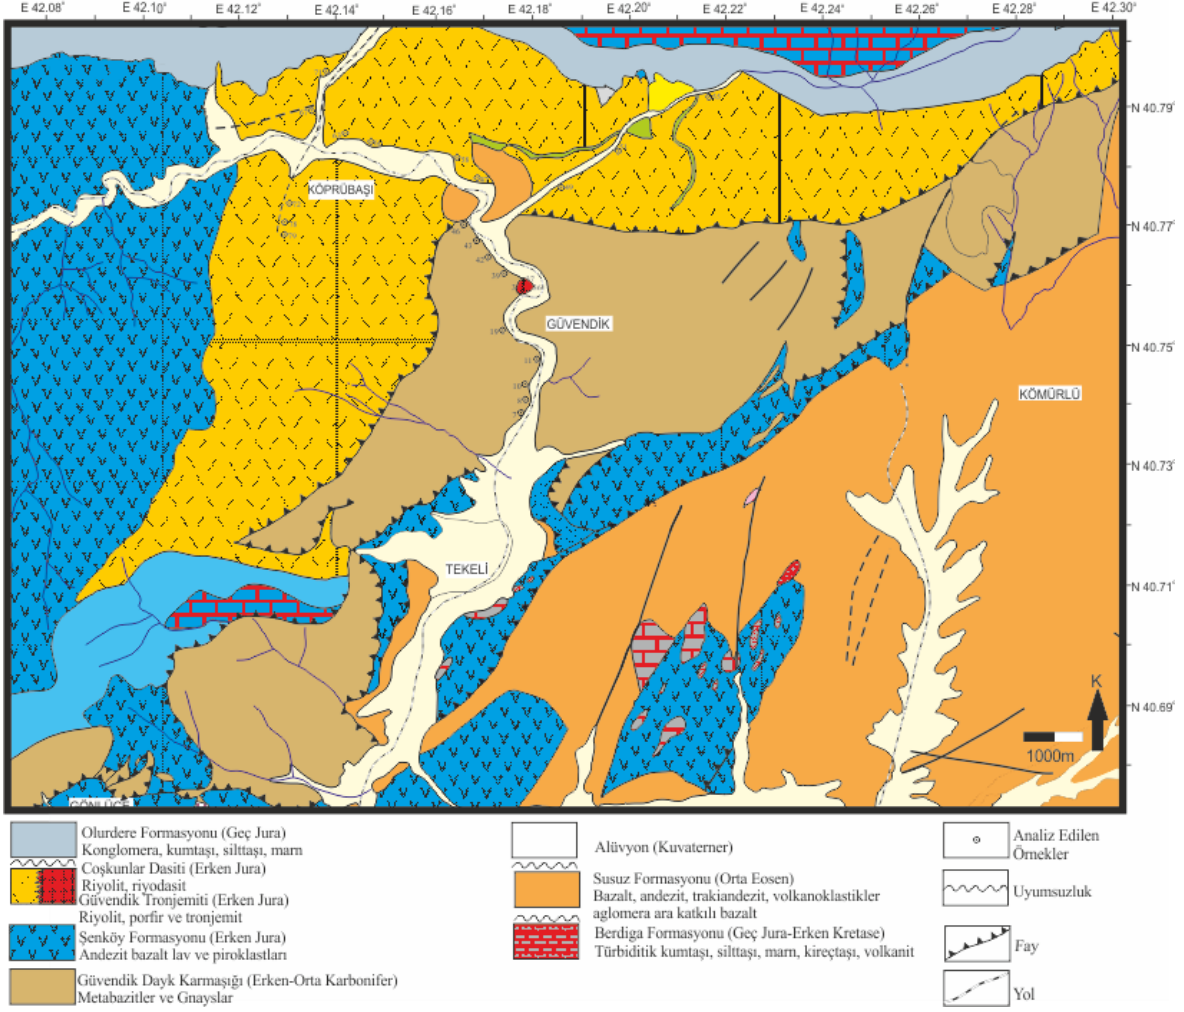 E 42.08' E 42.10' E 42.12' E 42.14' E 42.16' E 42.18' E 42.20' E 42.22' E 42.24' E 42.26' E 42.28' E 42.30'
N 40.79'
KÖPRÜBAŞI
N 40.77'
GÜVENDİK
N 40.75'
KÖMÜRLÜ
N 40.73'
TEKELİ
N 40.71'
K
N 40.69'
1000m
GÖNLÜCE
Olurdere Formasyonu (Geç Jura)
Konglomera, kumtaşı, silttaşı, marn
Coşkunlar Dasiti (Erken Jura)
Riyolit, riyodasit
Güvendik Tronjemiti (Erken Jura)
Riyolit, porfir ve tronjemit
Şenköy Formasyonu (Erken Jura)
Andezit bazalt lav ve piroklastları
Güvendik Dayk Karmaşığı (Erken-Orta Karbonifer)
Metabazitler ve Gnayslar
Alüvyon (Kuvaterner)
Susuz Formasyonu (Orta Eosen)
Bazalt, andezit, trakiandezit, volkanoklastikler
aglomera ara katkılı bazalt
Berdiga Formasyonu (Geç Jura-Erken Kretase)
Türbiditik kumtaşı, silttaşı, marn, kireçtaşı, volkanit
Analiz Edilen
Örnekler
Uyumsuzluk
Fay
Yol